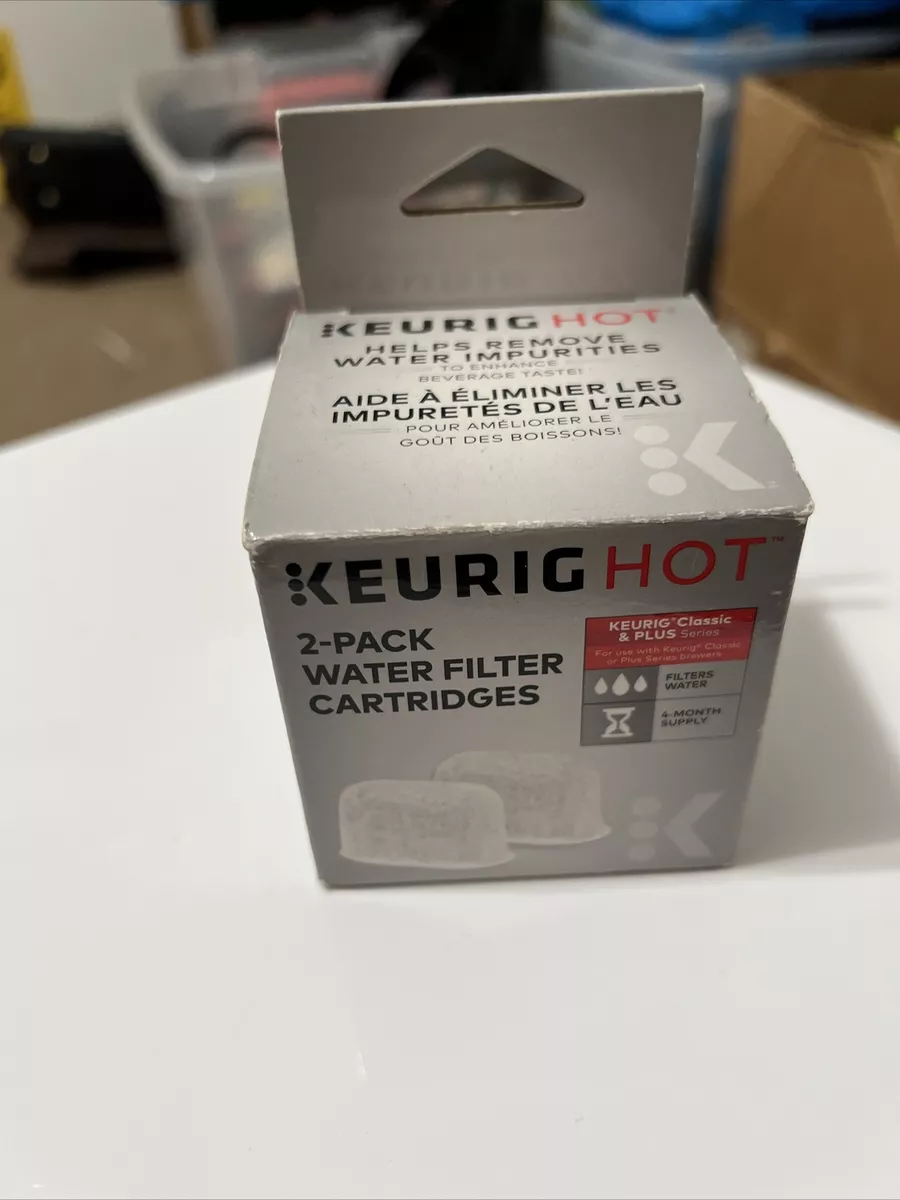 KEURIG HOT
HELPS REMOVE
WATER IMPURITIES
TO ENHANCE
BEVERAGE TASTE!
AIDE À ÉLIMINER LES
IMPURETÉS DE L'EAU
POUR AMÉLIORER LE
GOÛT DES BOISSONS!
KEURIG HOT™
2-PACK
WATER FILTER
CARTRIDGES
KEURIG® Classic
& PLUS Series
For use with Keurig® Classic
or Plus Series brewers
FILTERS
WATER
4-MONTH
SUPPLY